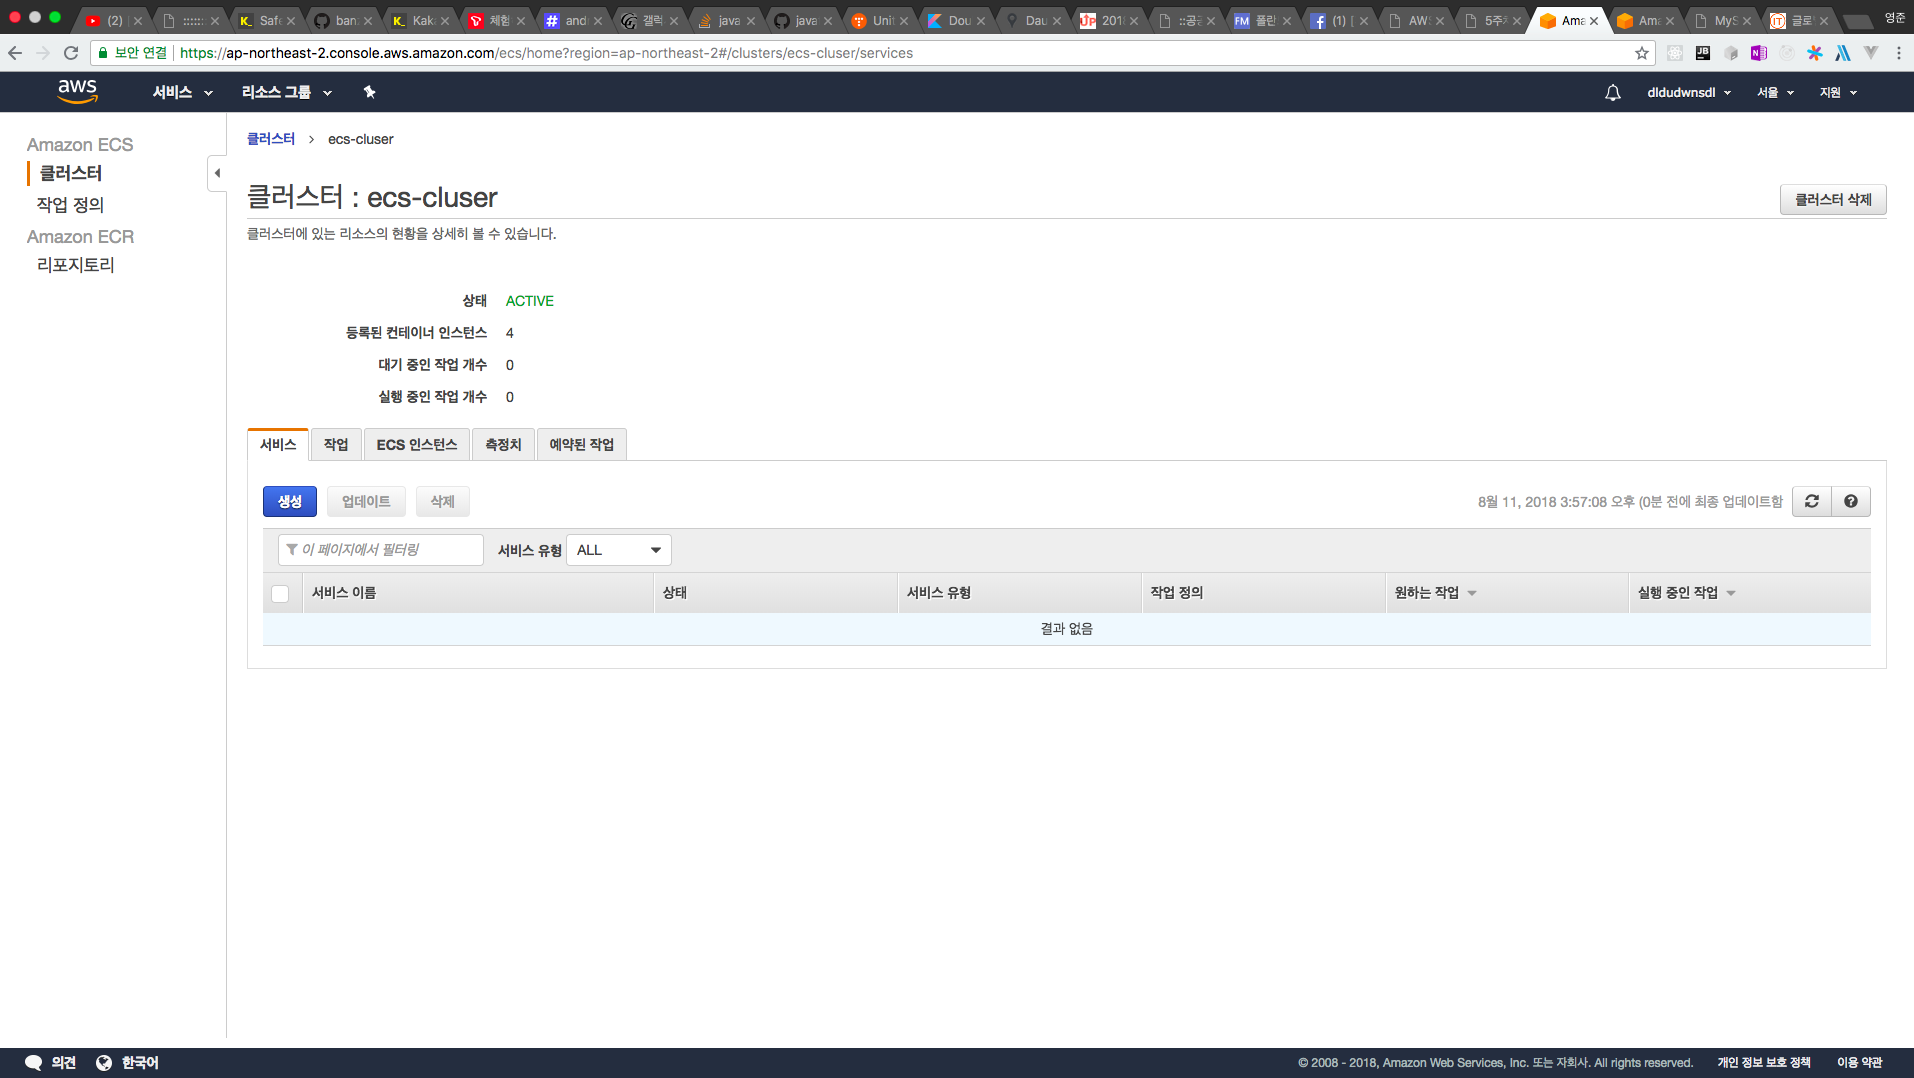 (2) | :::::: Safe ban: Kaka 체험 andr 갤럭 java java Unit Dou Dau 2018 ::공공 FM 플린 (1) [ AW: 5주차 Ama Ama MyS 글로벌 영준
보안 연결 https://ap-northeast-2.console.aws.amazon.com/ecs/home?region=ap-northeast-2#/clusters/ecs-cluser/services
aws 서비스 리소스 그룹 dldudwnsdl 서울 지원
Amazon ECS
클러스터
작업 정의
Amazon ECR
리포지토리
클러스터 > ecs-cluser
클러스터 : ecs-cluser
클러스터 삭제
클러스터에 있는 리소스의 현황을 상세히 볼 수 있습니다.
상태 ACTIVE
등록된 컨테이너 인스턴스 4
대기 중인 작업 개수 0
실행 중인 작업 개수 0
서비스 작업 ECS 인스턴스 측정치 예약된 작업
생성 업데이트 삭제 8월 11, 2018 3:57:08 오후 (0분 전에 최종 업데이트함
이 페이지에서 필터링 서비스 유형 ALL
서비스 이름 상태 서비스 유형 작업 정의 원하는 작업 실행 중인 작업
결과 없음
의견 한국어 © 2008 - 2018, Amazon Web Services, Inc. 또는 자회사. All rights reserved. 개인 정보 보호 정책 이용 약관